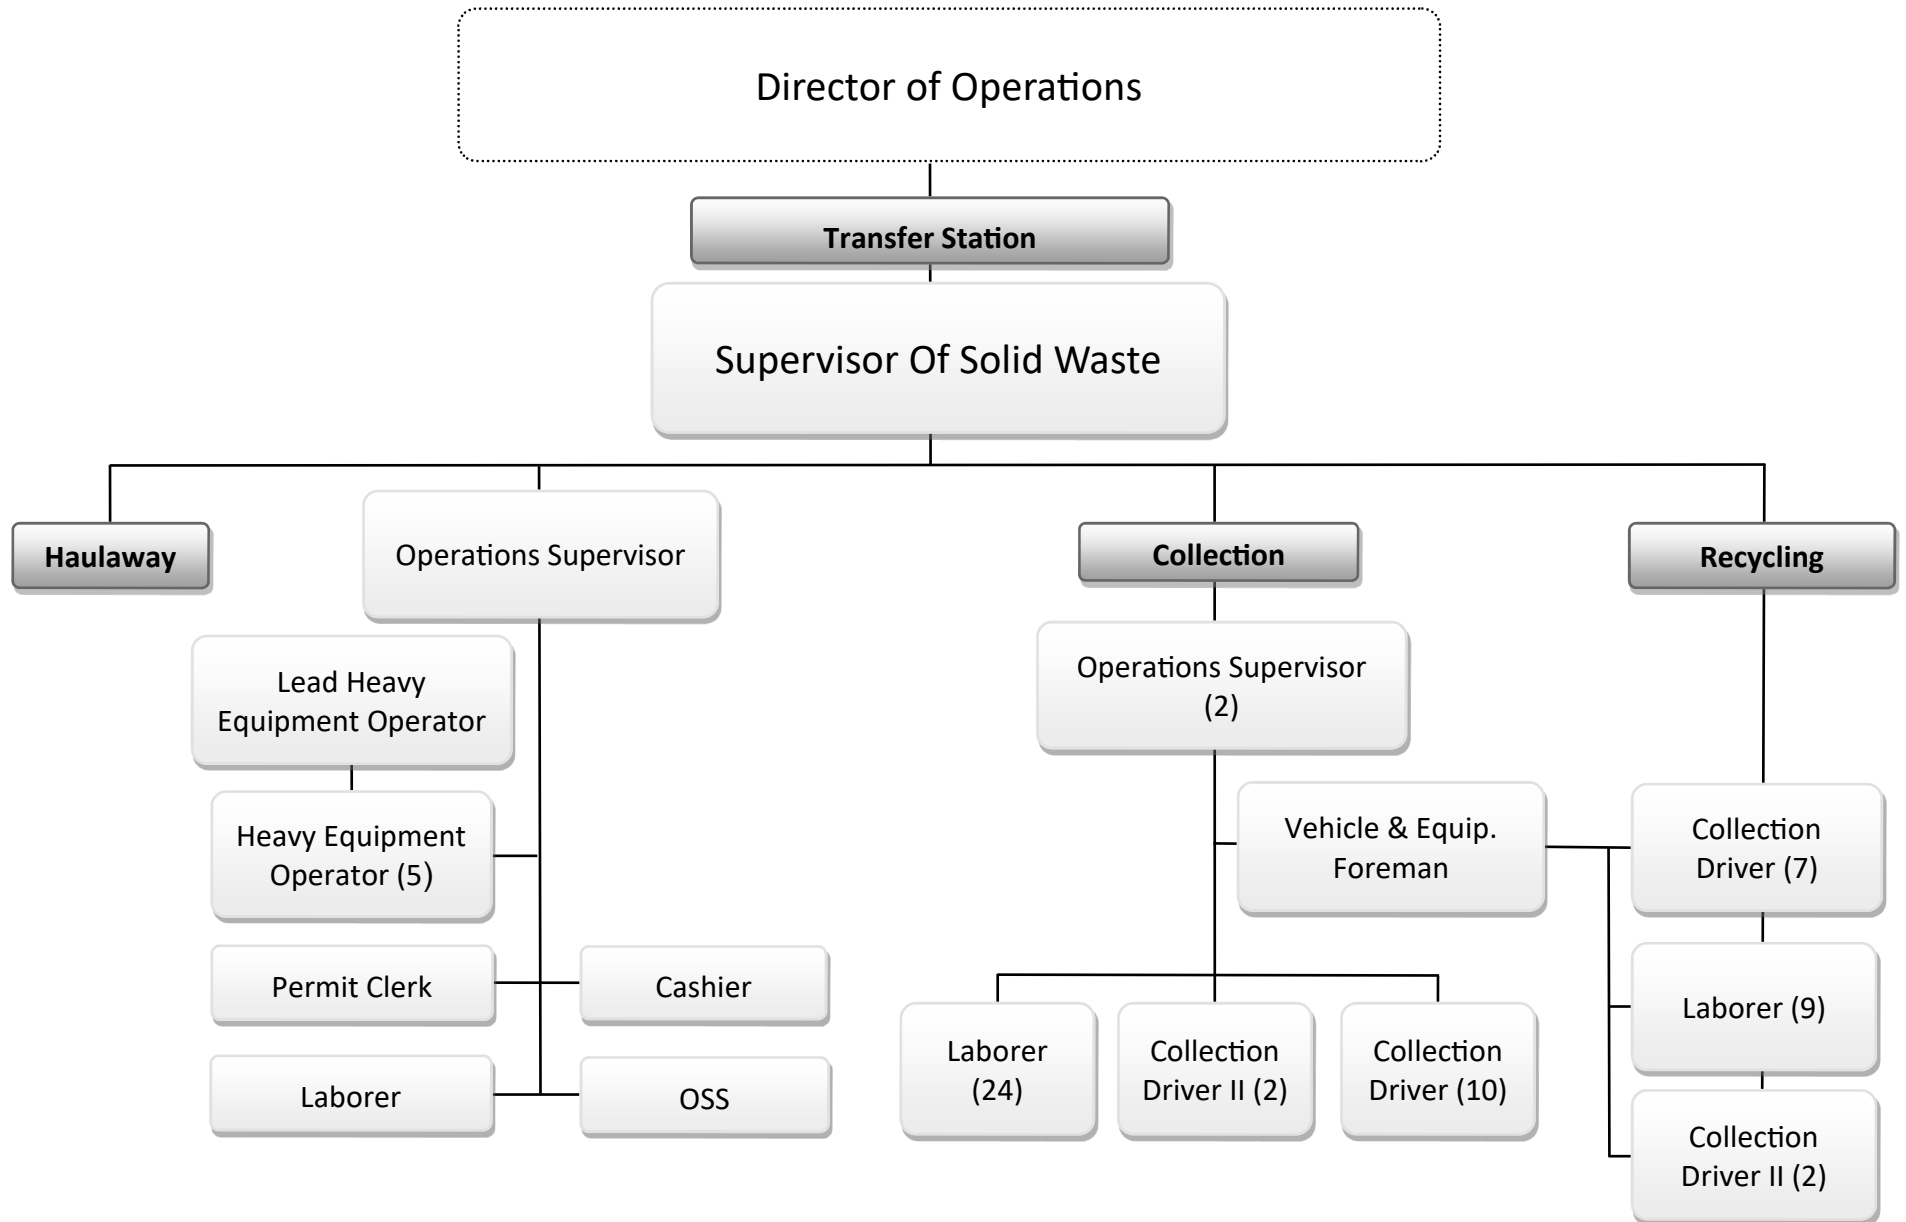 Director of Operations
Transfer Station
Supervisor Of Solid Waste
Haulaway
Operations Supervisor
Lead Heavy
Equipment Operator
Heavy Equipment
Operator (5)
Permit Clerk
Cashier
Laborer
OSS
Collection
Operations Supervisor
(2)
Vehicle & Equip.
Foreman
Laborer
(24)
Collection
Driver II (2)
Collection
Driver (10)
Recycling
Collection
Driver (7)
Laborer (9)
Collection
Driver II (2)